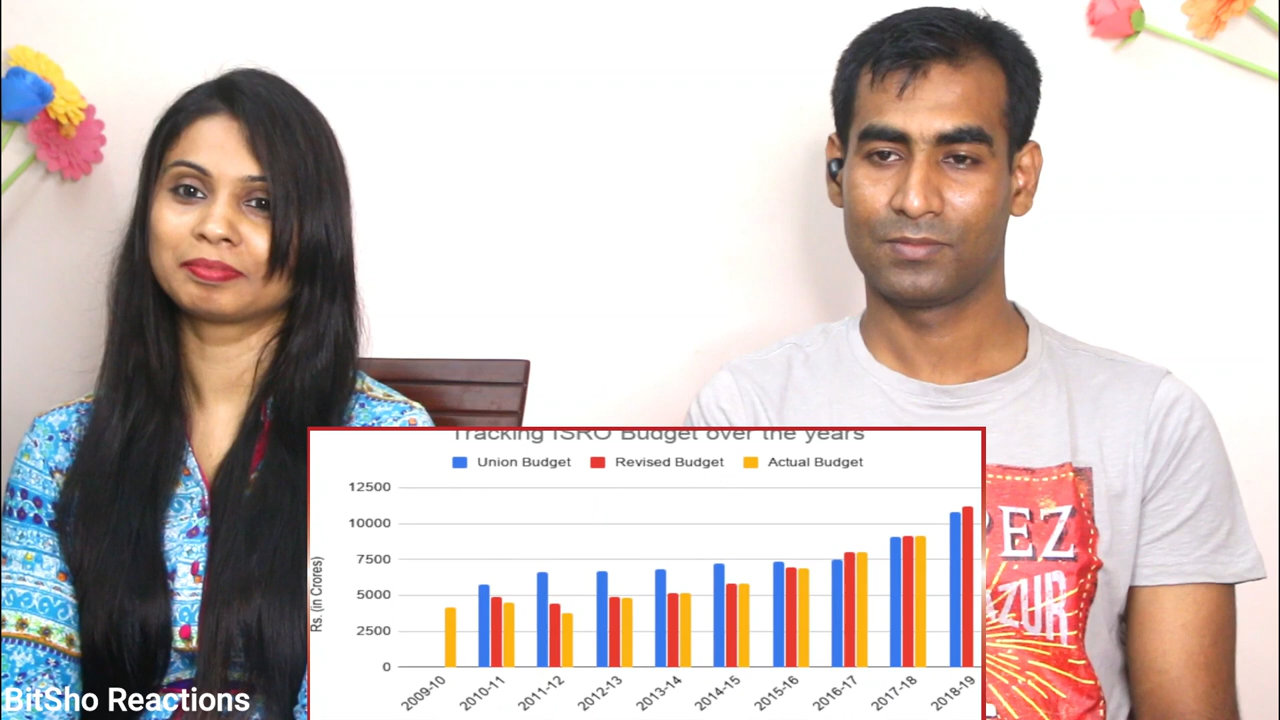 Tracking ISRO Budget over the years
Union Budget Revised Budget Actual Budget
12500
10000
7500
5000
2500
0
Rs. (in Crores)
2009-10 2010-11 2011-12 2012-13 2013-14 2014-15 2015-16 2016-17 2017-18 2018-19
EZ
AZUR
BitSho Reactions